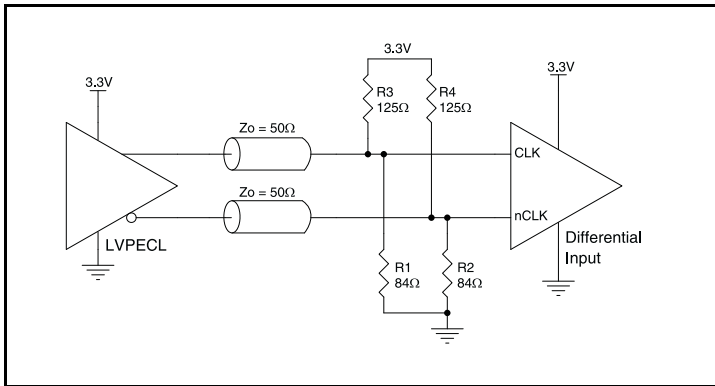 3.3V
3.3V
3.3V
R3
125Ω
R4
125Ω
Zo = 50Ω
CLK
Zo = 50Ω
nCLK
LVPECL
Differential
Input
R1
84Ω
R2
84Ω